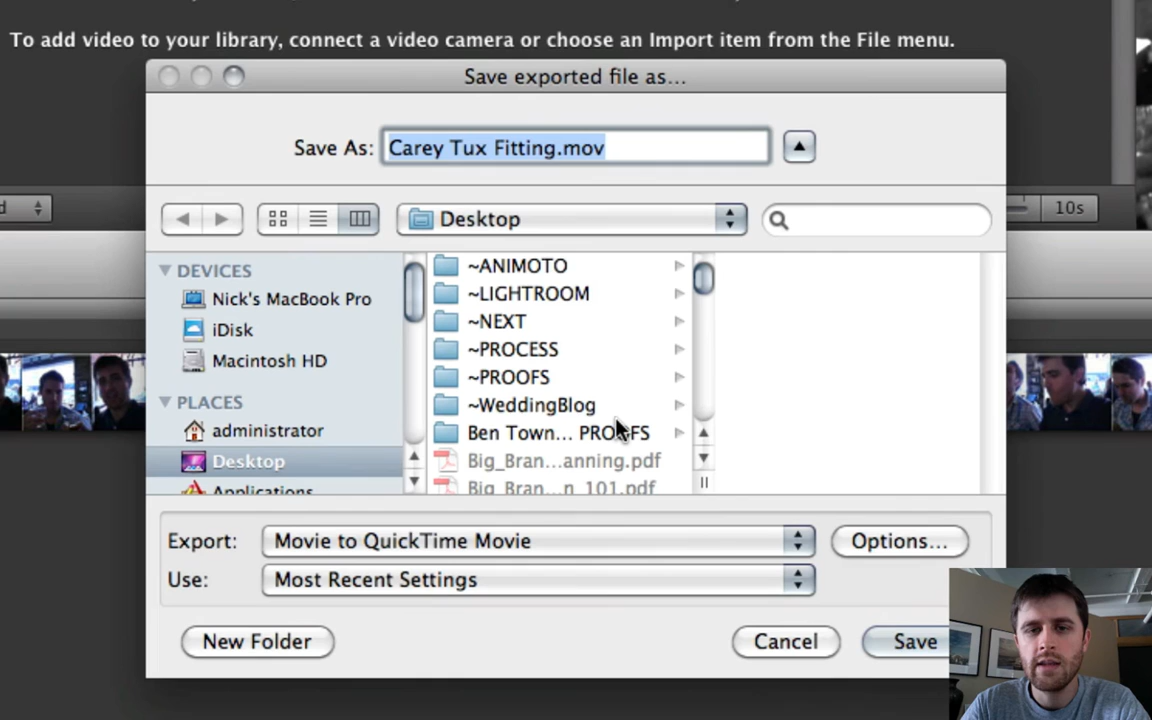 To add video to your library, connect a video camera or choose an Import item from the File menu.
Save exported file as...
Save As: Carey Tux Fitting.mov
d
10s
Desktop
DEVICES
Nick's MacBook Pro
iDisk
Macintosh HD
PLACES
administrator
Desktop
Applications
~ANIMOTO
~LIGHTROOM
~NEXT
~PROCESS
~PROOFS
~WeddingBlog
Ben Town... PROOFS
Big_Bran...anning.pdf
Big_Bran...n_101.pdf
Export: Movie to QuickTime Movie
Options...
Use: Most Recent Settings
New Folder
Cancel
Save